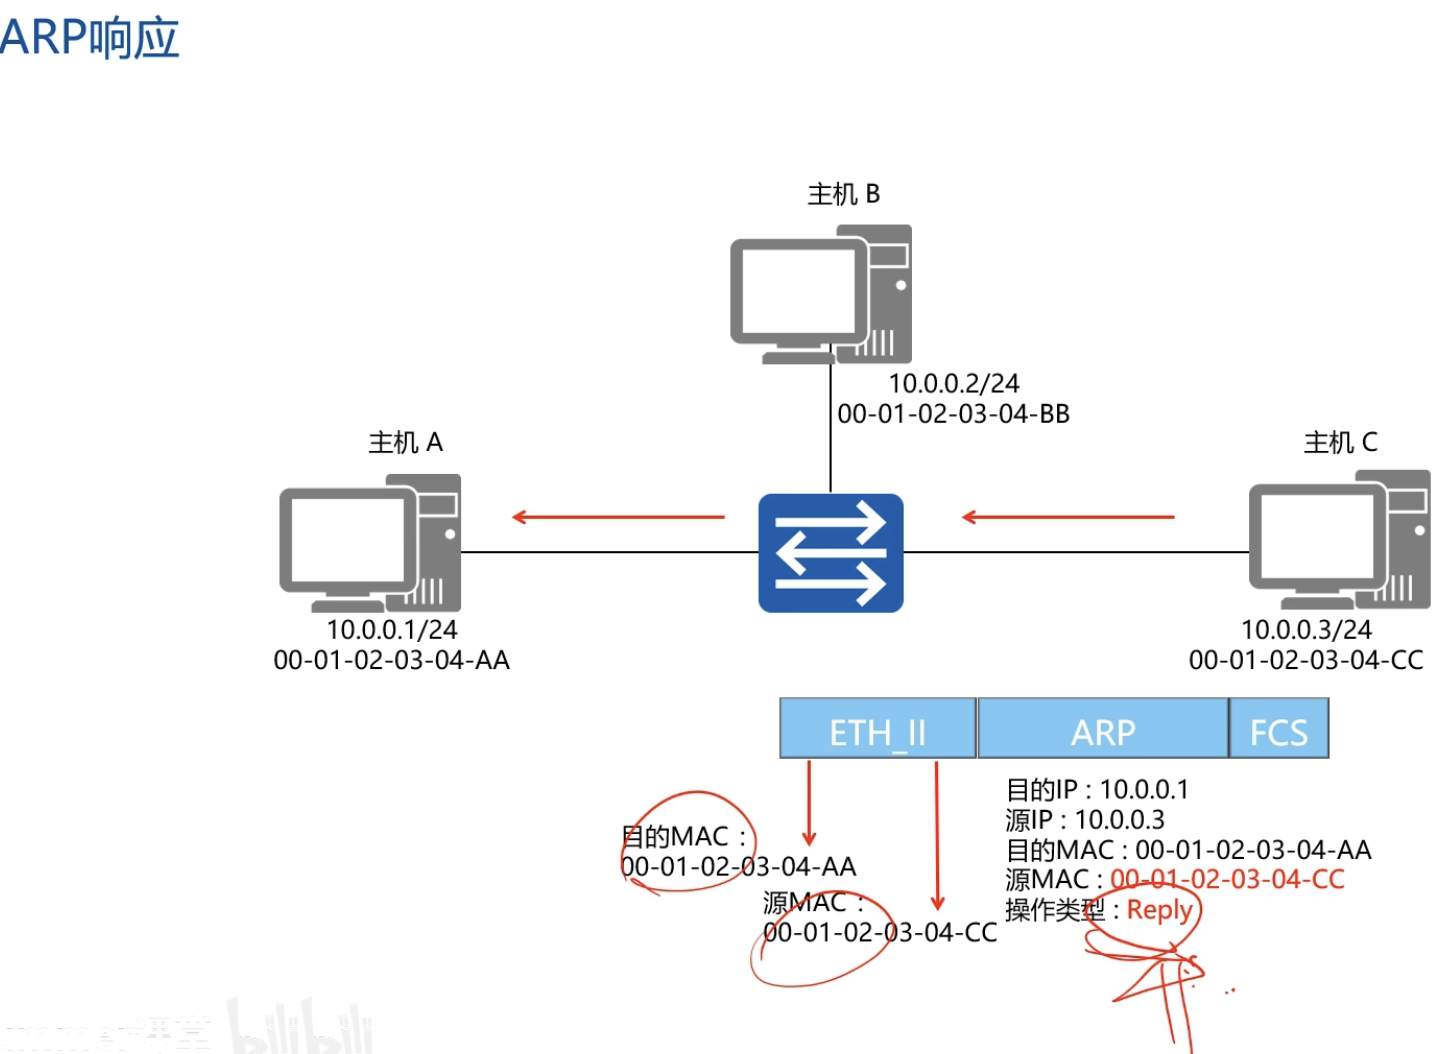 ARP响应
主机 B
10.0.0.2/24
00-01-02-03-04-BB
主机 A
主机 C
10.0.0.1/24
00-01-02-03-04-AA
10.0.0.3/24
00-01-02-03-04-CC
ETH_II
ARP
FCS
目的MAC :
00-01-02-03-04-AA
源MAC :
00-01-02-03-04-CC
目的IP : 10.0.0.1
源IP : 10.0.0.3
目的MAC : 00-01-02-03-04-AA
源MAC : 00-01-02-03-04-CC
操作类型 : Reply
课堂 bilibili